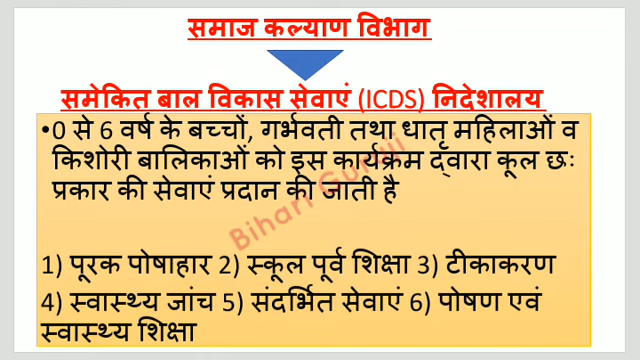 समाज कल्याण विभाग
समेकित बाल विकास सेवाएं (ICDS) निदेशालय
•0 से 6 वर्ष के बच्चों, गर्भवती तथा धातृ महिलाओं व
किशोरी बालिकाओं को इस कार्यक्रम द्वारा कूल छः
प्रकार की सेवाएं प्रदान की जाती है
Bihari Guruji
1) पूरक पोषाहार 2) स्कूल पूर्व शिक्षा 3) टीकाकरण
4) स्वास्थ्य जांच 5) संदर्भित सेवाएं 6) पोषण एवं
स्वास्थ्य शिक्षा